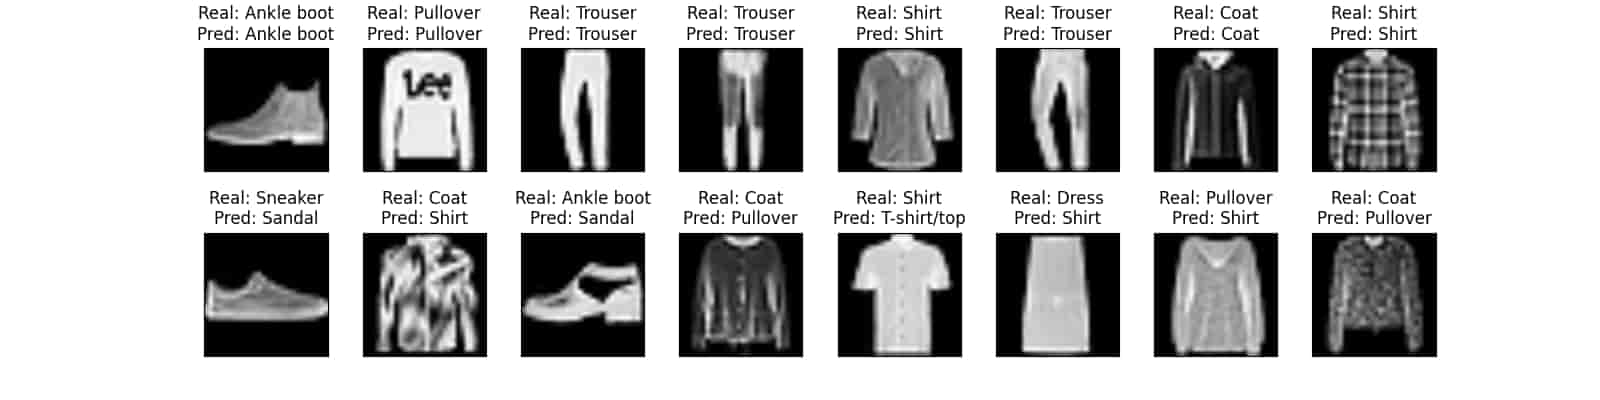 Real: Ankle boot
Pred: Ankle boot
Real: Pullover
Pred: Pullover
Real: Trouser
Pred: Trouser
Real: Trouser
Pred: Trouser
Real: Shirt
Pred: Shirt
Real: Trouser
Pred: Trouser
Real: Coat
Pred: Coat
Real: Shirt
Pred: Shirt
Lee
Real: Sneaker
Pred: Sandal
Real: Coat
Pred: Shirt
Real: Ankle boot
Pred: Sandal
Real: Coat
Pred: Pullover
Real: Shirt
Pred: T-shirt/top
Real: Dress
Pred: Shirt
Real: Pullover
Pred: Shirt
Real: Coat
Pred: Pullover